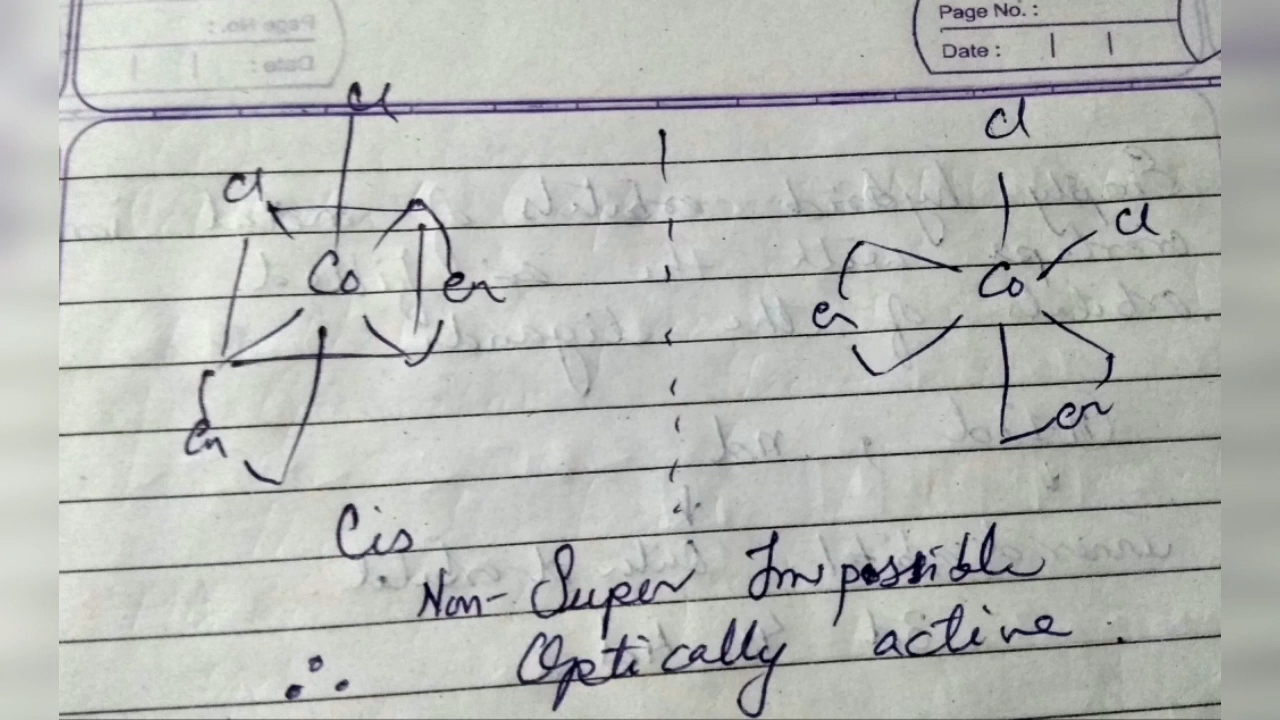 Page No. :
Date :
Cl
Cl
Co
en
en
Cl
Cl
Co
en
en
Cis
Non-Super Impossible
∴ Optically active.